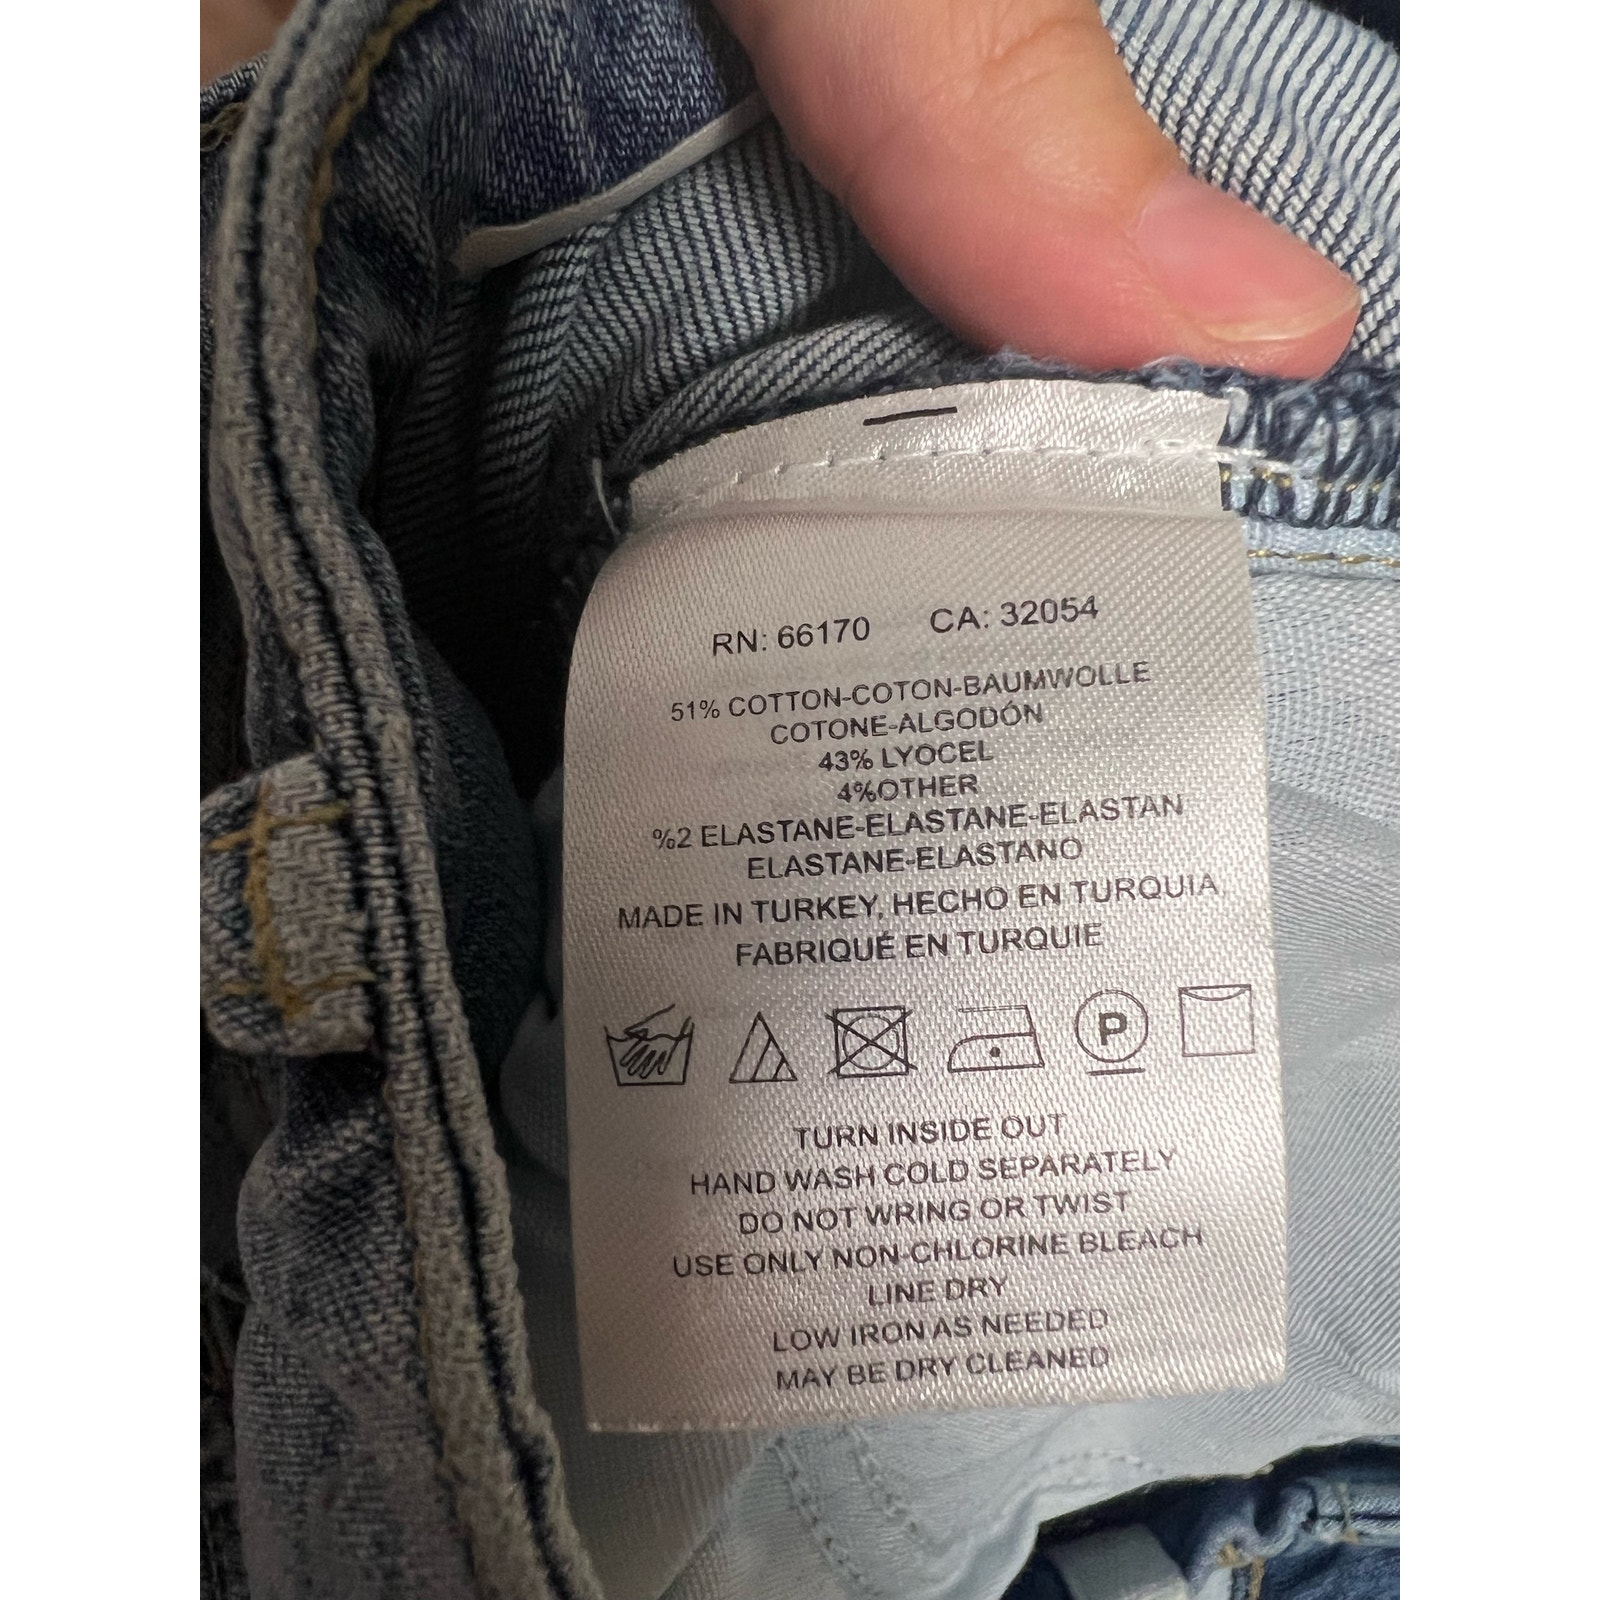 RN: 66170 CA: 32054
51% COTTON-COTON-BAUMWOLLE
COTONE-ALGODÓN
43% LYOCEL
4%OTHER
%2 ELASTANE-ELASTANE-ELASTAN
ELASTANE-ELASTANO
MADE IN TURKEY, HECHO EN TURQUIA,
FABRIQUÉ EN TURQUIE
P
TURN INSIDE OUT
HAND WASH COLD SEPARATELY
DO NOT WRING OR TWIST
USE ONLY NON-CHLORINE BLEACH
LINE DRY
LOW IRON AS NEEDED
MAY BE DRY CLEANED